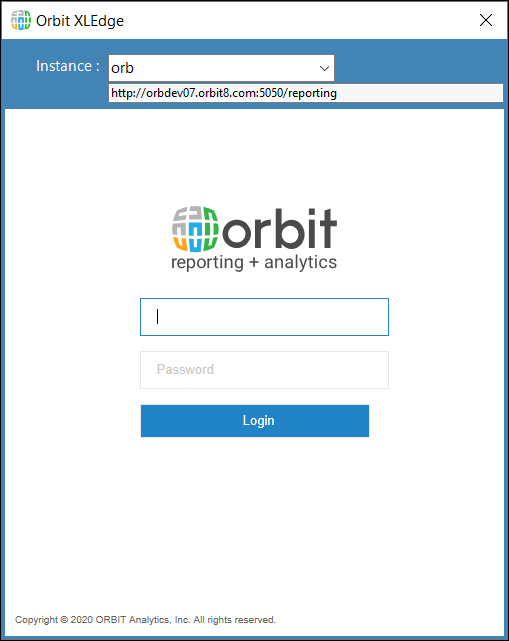 Orbit XLEdge
Instance :
orb
http://orbdev07.orbit8.com:5050/reporting
orbit
reporting + analytics
Password
Login
Copyright © 2020 ORBIT Analytics, Inc. All rights reserved.